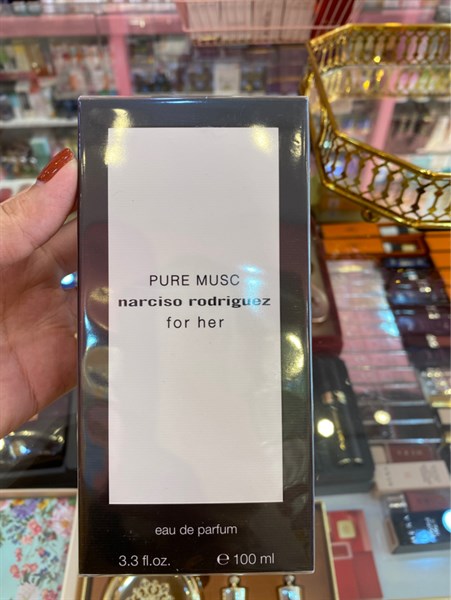 PURE MUSC
narciso rodriguez
for her
eau de parfum
3.3 fl.oz. ℮ 100 ml